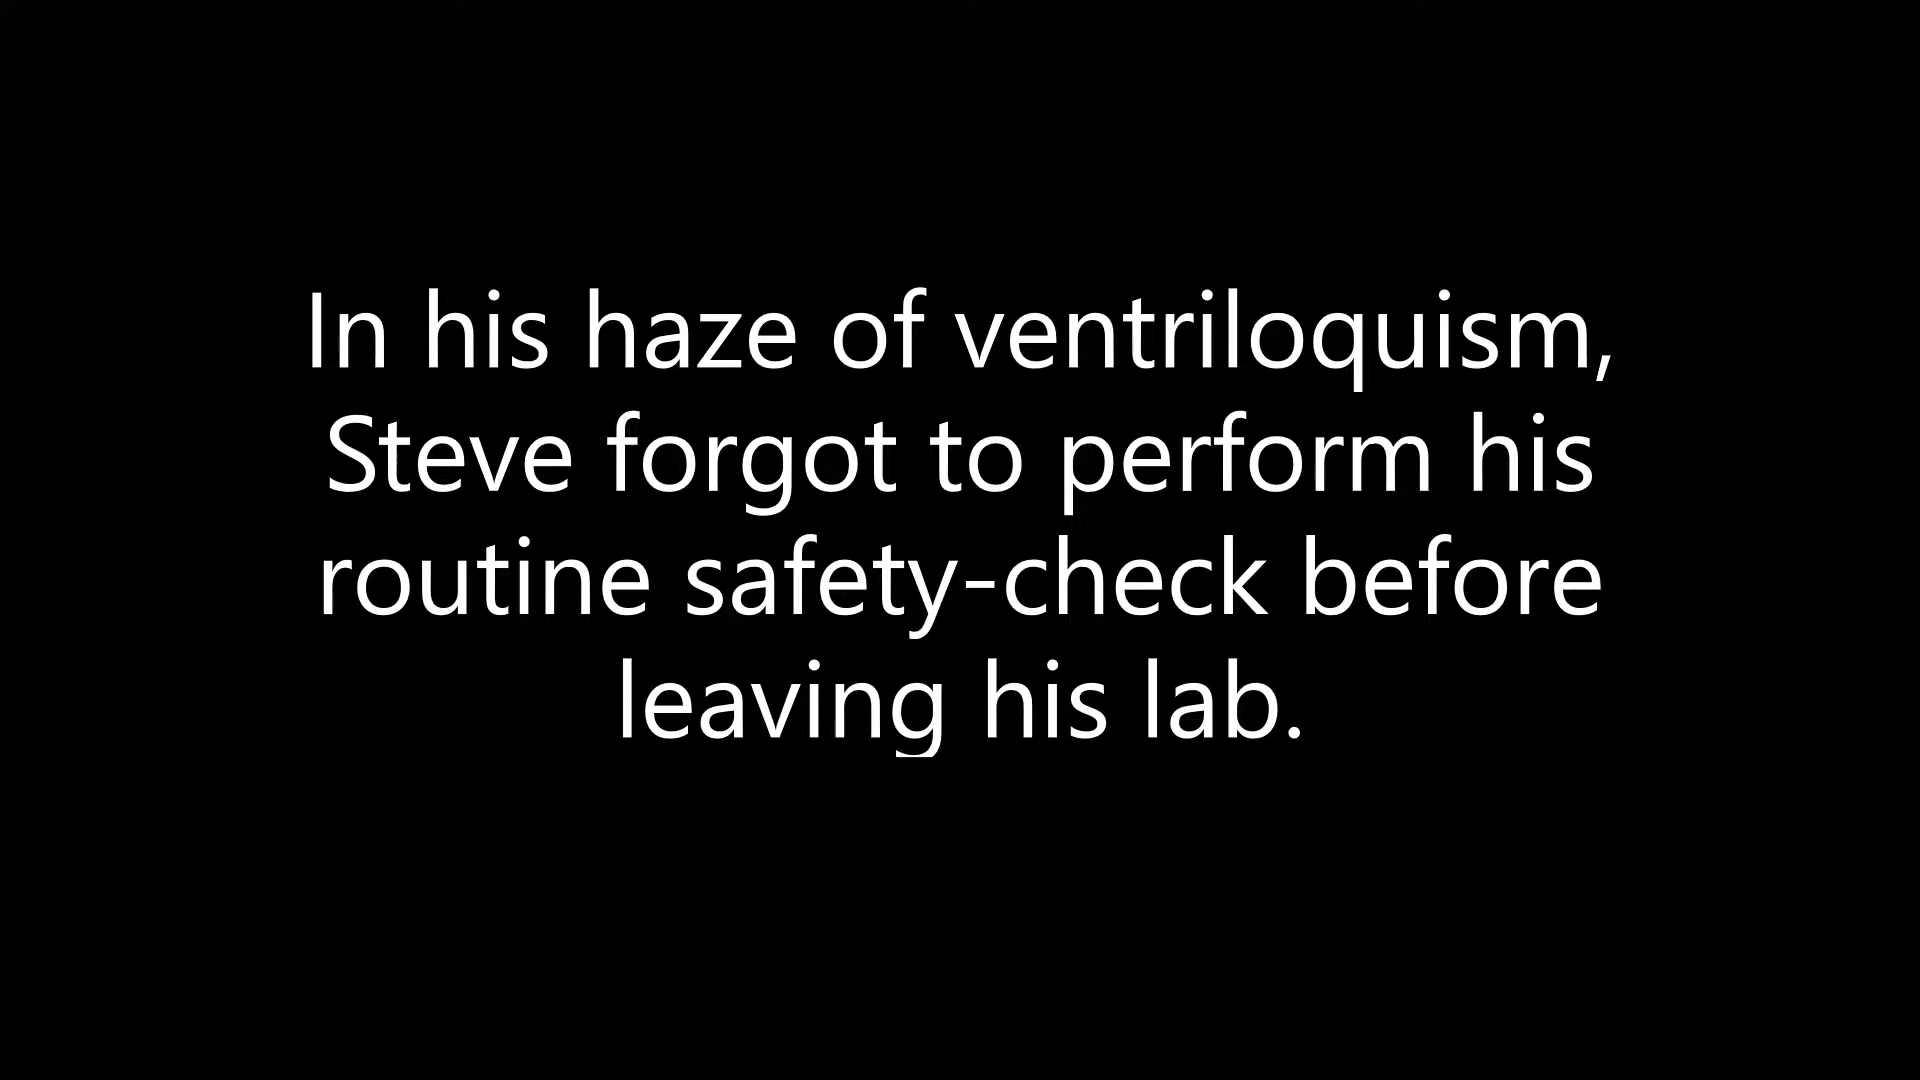 In his haze of ventriloquism,
Steve forgot to perform his
routine safety-check before
leaving his lab.